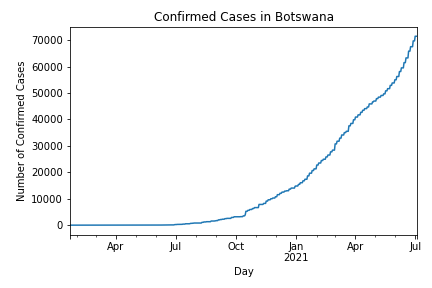 Confirmed Cases in Botswana
Number of Confirmed Cases
70000
60000
50000
40000
30000
20000
10000
0
Apr Jul Oct Jan Apr Jul
2021
Day